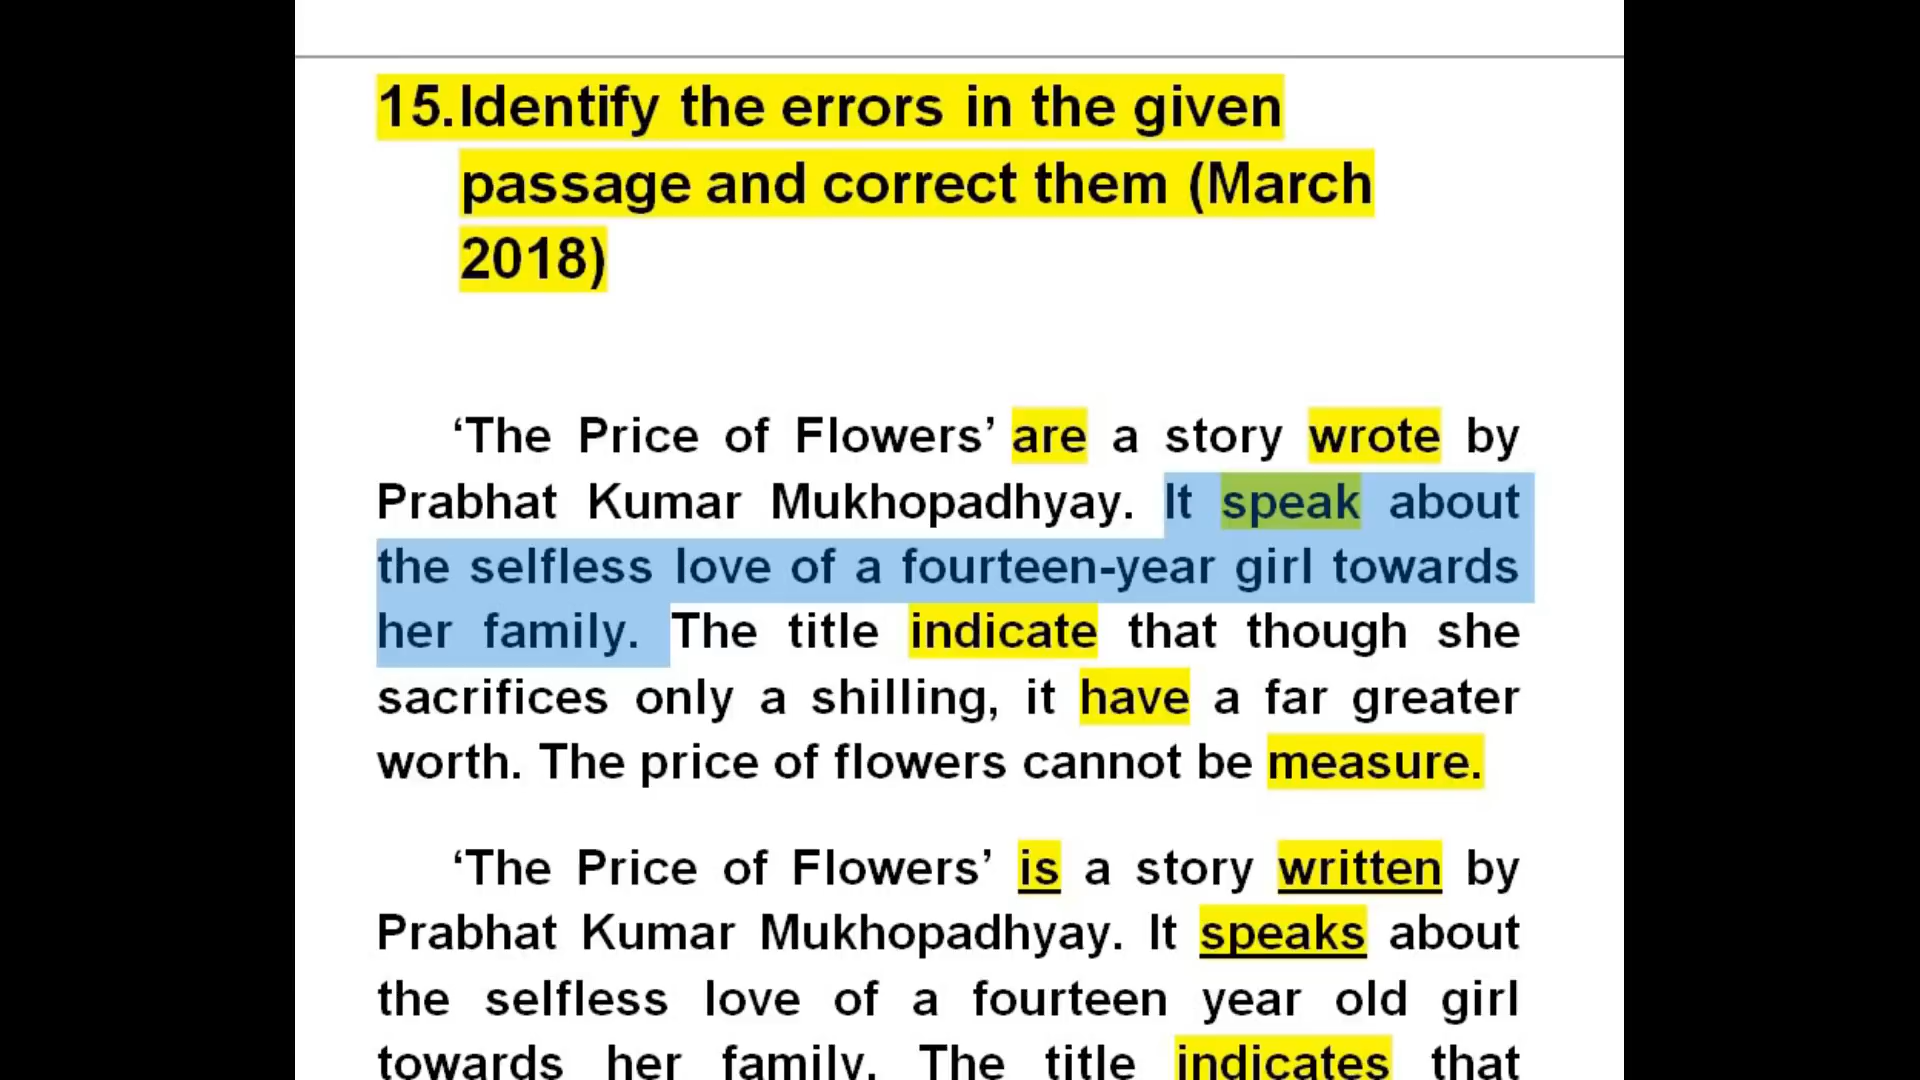 15.Identify the errors in the given
passage and correct them (March
2018)
‘The Price of Flowers’ are a story wrote by
Prabhat Kumar Mukhopadhyay. It speak about
the selfless love of a fourteen-year girl towards
her family. The title indicate that though she
sacrifices only a shilling, it have a far greater
worth. The price of flowers cannot be measure.
‘The Price of Flowers’ is a story written by
Prabhat Kumar Mukhopadhyay. It speaks about
the selfless love of a fourteen year old girl
towards her family. The title indicates that